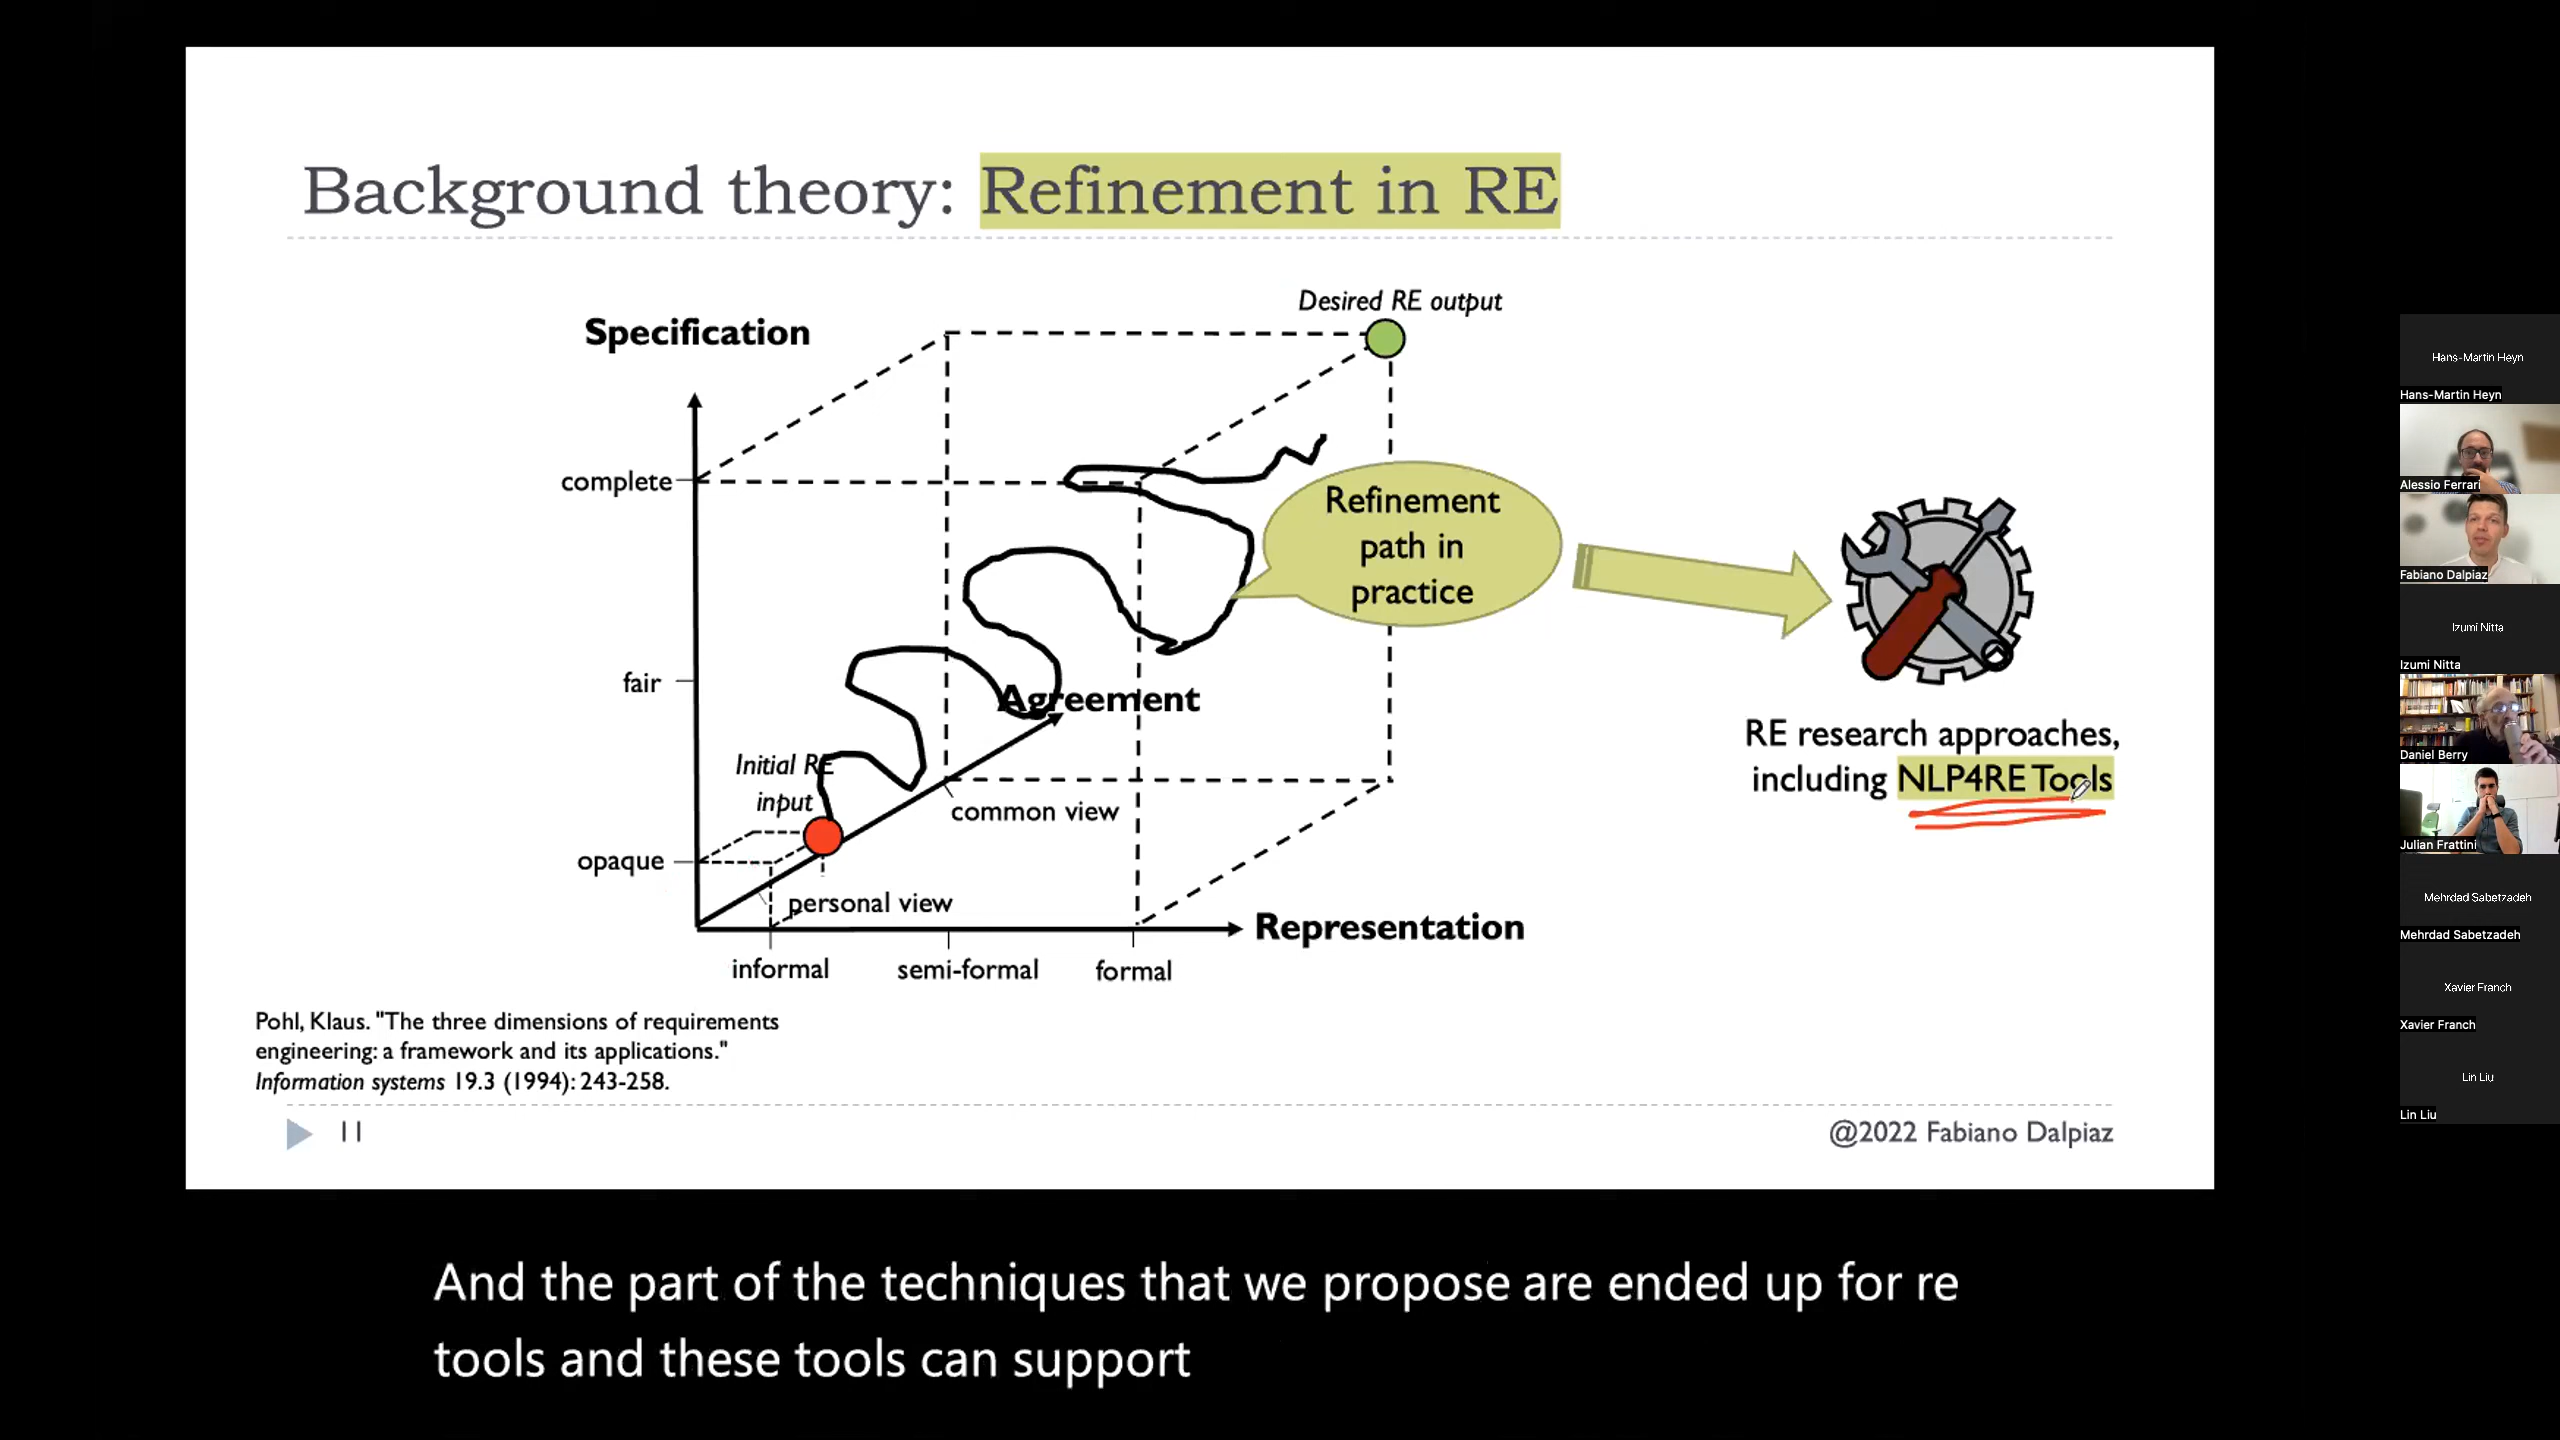 Background theory: Refinement in RE
Desired RE output
Specification
complete
Refinement
path in
practice
fair
Agreement
Initial RE
input
common view
opaque
personal view
Representation
informal
semi-formal
formal
RE research approaches,
including NLP4RE Tools
Pohl, Klaus. "The three dimensions of requirements
engineering: a framework and its applications."
Information systems 19.3 (1994): 243-258.
11
@2022 Fabiano Dalpiaz
Hans-Martin Heyn
Hans-Martin Heyn
Alessio Ferrari
Fabiano Dalpiaz
Izumi Nitta
Izumi Nitta
Daniel Berry
Julian Frattini
Mehrdad Sabetzadeh
Mehrdad Sabetzadeh
Xavier Franch
Xavier Franch
Lin Liu
Lin Liu
And the part of the techniques that we propose are ended up for re
tools and these tools can support